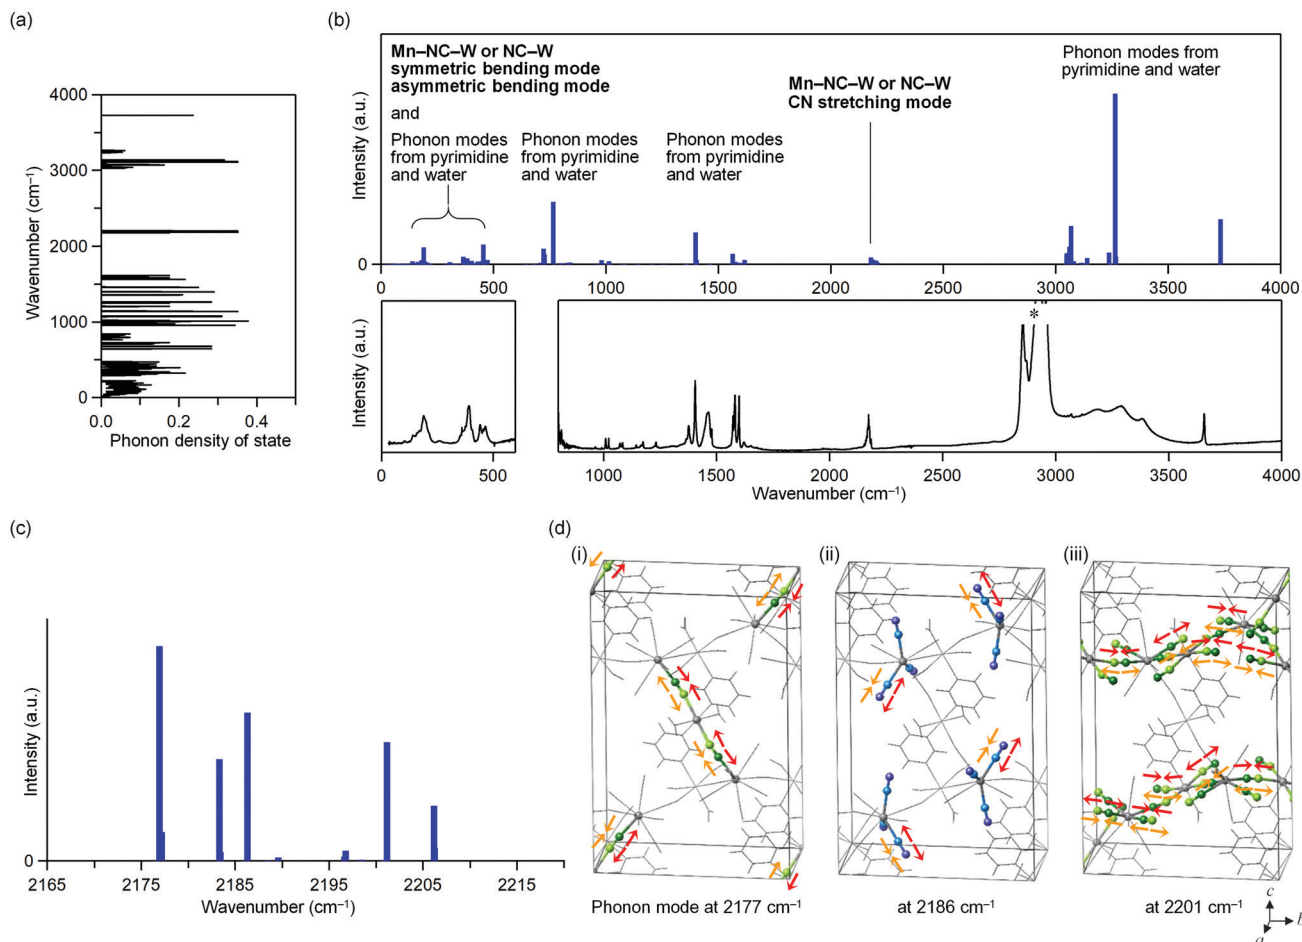 (a)
4000
3000
2000
1000
0
Wavenumber (cm⁻¹)
0.0
0.2
0.4
Phonon density of state
(b)
Intensity (a.u.)
0
Mn–NC–W or NC–W
symmetric bending mode
asymmetric bending mode
and
Phonon modes
from pyrimidine
and water
Phonon modes
from pyrimidine
and water
Phonon modes
from pyrimidine
and water
Mn–NC–W or NC–W
CN stretching mode
Phonon modes from
pyrimidine and water
0
500
1000
1500
2000
2500
3000
3500
4000
Intensity (a.u.)
*
0
500
1000
1500
2000
2500
3000
3500
4000
Wavenumber (cm⁻¹)
(c)
Intensity (a.u.)
0
2165
2175
2185
2195
2205
2215
Wavenumber (cm⁻¹)
(d)
(i)
(ii)
(iii)
Phonon mode at 2177 cm⁻¹
at 2186 cm⁻¹
at 2201 cm⁻¹
c
b
a